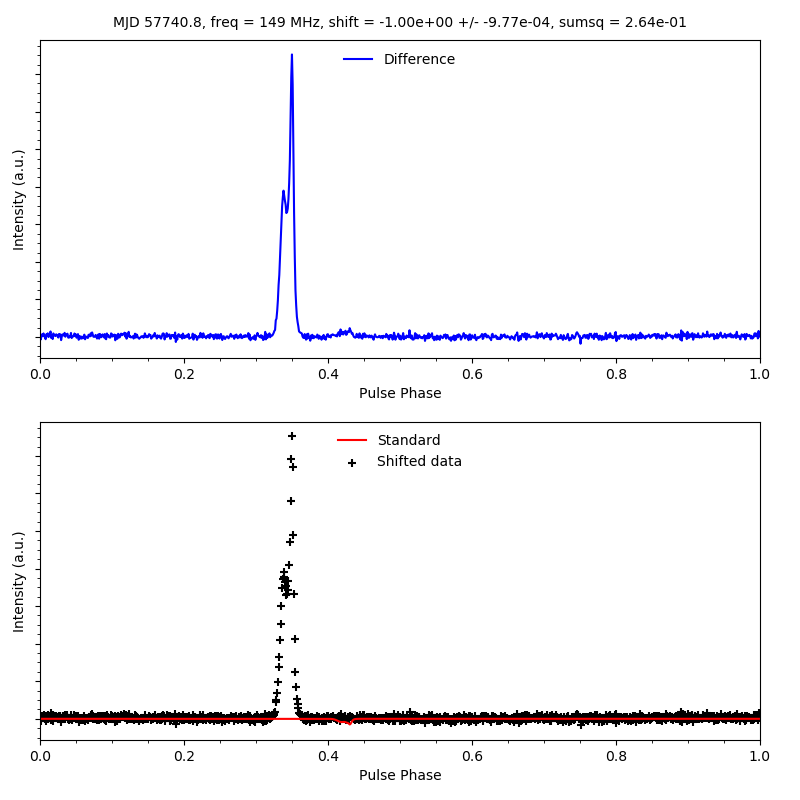 MJD 57740.8, freq = 149 MHz, shift = -1.00e+00 +/- -9.77e-04, sumsq = 2.64e-01
Difference
Intensity (a.u.)
0.0 0.2 0.4 0.6 0.8 1.0
Pulse Phase
Standard
Shifted data
Intensity (a.u.)
0.0 0.2 0.4 0.6 0.8 1.0
Pulse Phase